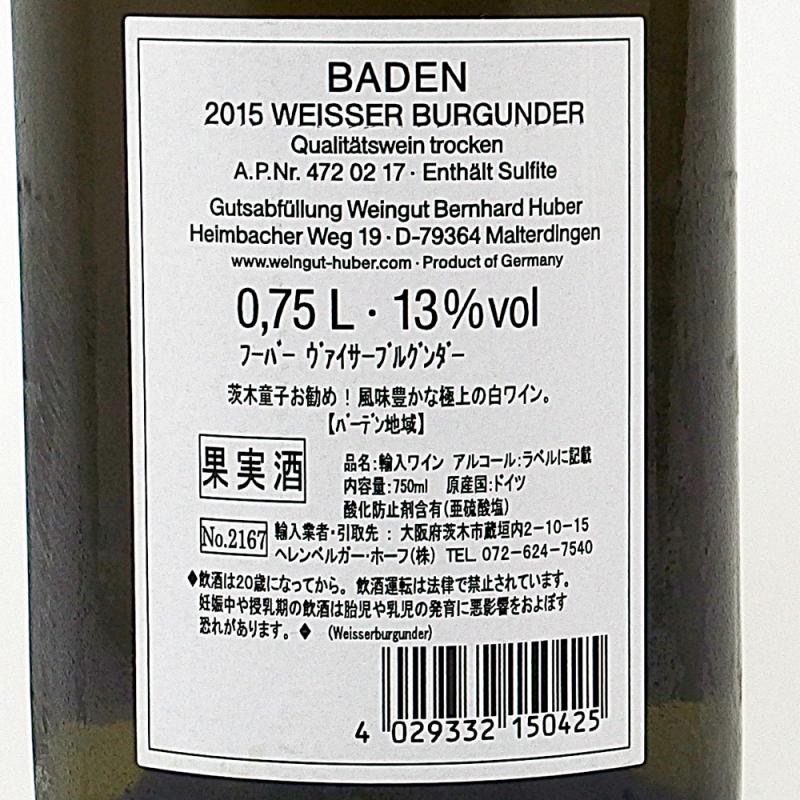 BADEN
2015 WEISSER BURGUNDER
Qualitätswein trocken
A.P.Nr. 472 02 17 · Enthält Sulfite
Gutsabfüllung Weingut Bernhard Huber
Heimbacher Weg 19 · D-79364 Malterdingen
www.weingut-huber.com · Product of Germany
0,75 L · 13%vol
フーバー ヴァイサーブルグンダー
茨木童子お勧め！風味豊かな極上の白ワイン。
【バーデン地域】
果実酒
品名:輸入ワイン アルコール:ラベルに記載
内容量:750ml 原産国:ドイツ
酸化防止剤含有(亜硫酸塩)
No.2167
輸入業者・引取先 : 大阪府茨木市蔵垣内2-10-15
ヘレンベルガー・ホーフ(株) TEL 072-624-7540
♦飲酒は20歳になってから。飲酒運転は法律で禁止されています。
妊娠中や授乳期の飲酒は胎児や乳児の発育に悪影響をおよぼす
恐れがあります。♦ (Weisserburgunder)
4 029332 150425